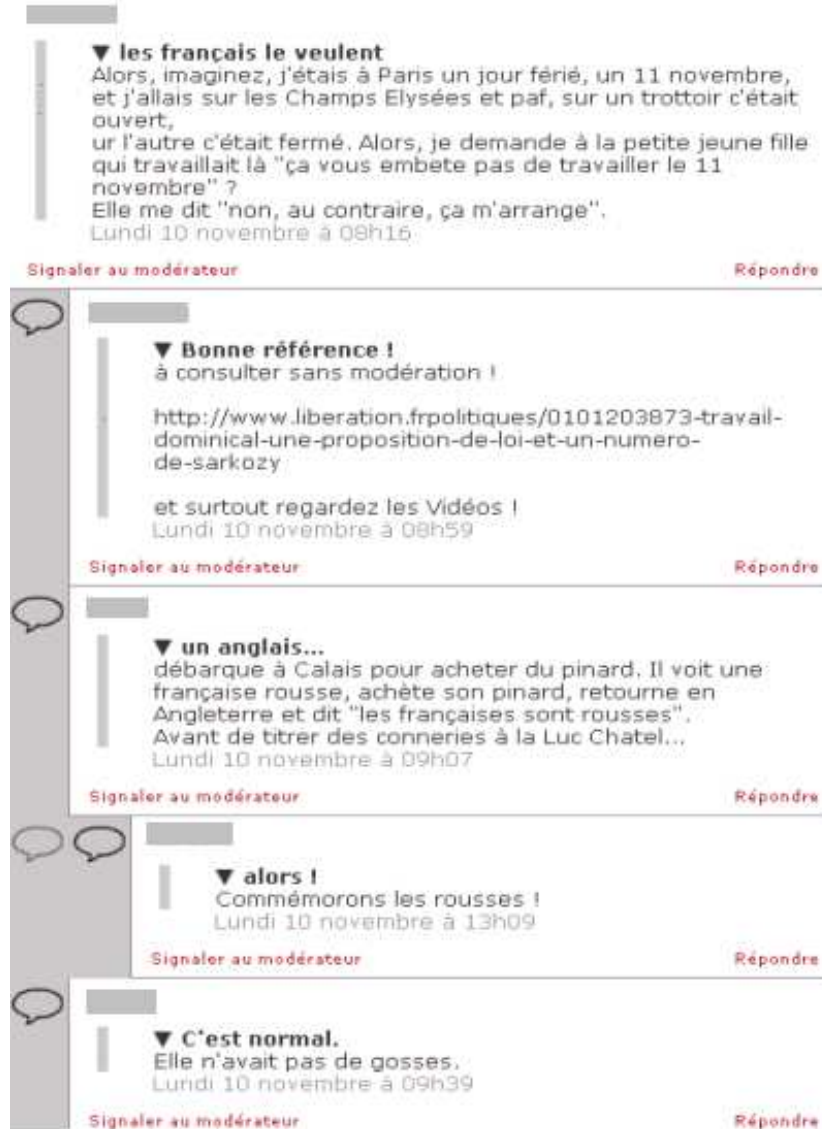 ▼ les français le veulent
Alors, imaginez, j'étais à Paris un jour férié, un 11 novembre,
et j'allais sur les Champs Elysées et paf, sur un trottoir c'était
ouvert,
ur l'autre c'était fermé. Alors, je demande à la petite jeune fille
qui travaillait là "ça vous embete pas de travailler le 11
novembre" ?
Elle me dit "non, au contraire, ça m'arrange".
Lundi 10 novembre à 08h16
Signaler au modérateur Répondre
▼ Bonne référence !
à consulter sans modération !
http://www.liberation.frpolitiques/0101203873-travail-
dominical-une-proposition-de-loi-et-un-numero-
de-sarkozy
et surtout regardez les Vidéos !
Lundi 10 novembre à 08h59
Signaler au modérateur Répondre
▼ un anglais...
débarque à Calais pour acheter du pinard. Il voit une
française rousse, achète son pinard, retourne en
Angleterre et dit "les françaises sont rousses".
Avant de titrer des conneries à la Luc Chatel...
Lundi 10 novembre à 09h07
Signaler au modérateur Répondre
▼ alors !
Commémorons les rousses !
Lundi 10 novembre à 13h09
Signaler au modérateur Répondre
▼ C'est normal.
Elle n'avait pas de gosses.
Lundi 10 novembre à 09h39
Signaler au modérateur Répondre